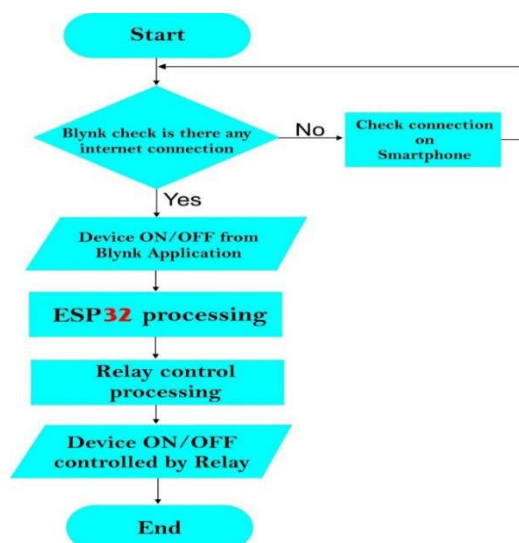 Start
Blynk check is there any
internet connection
No
Check connection
on
Smartphone
Yes
Device ON/OFF from
Blynk Application
ESP32 processing
Relay control
processing
Device ON/OFF
controlled by Relay
End